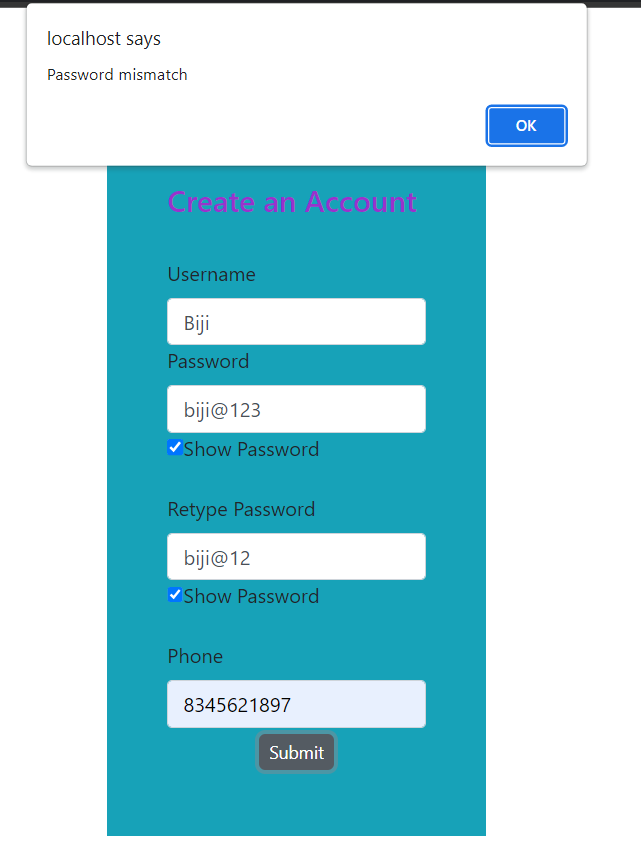 localhost says
Password mismatch
OK
Create an Account
Username
Biji
Password
biji@123
Show Password
Retype Password
biji@12
Show Password
Phone
8345621897
Submit